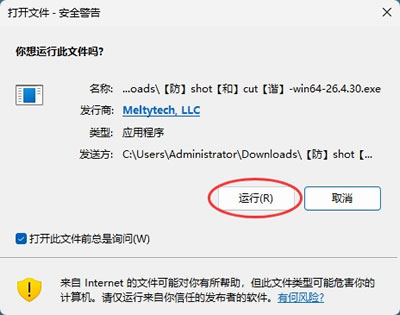 打开文件 - 安全警告
你想运行此文件吗?
名称: ...oads\【防】shot【和】cut【谐】-win64-26.4.30.exe
发行商: Meltytech, LLC
类型: 应用程序
发送方: C:\Users\Administrator\Downloads\【防】shot【...
运行(R) 取消
打开此文件前总是询问(W)
来自 Internet 的文件可能对你有所帮助，但此文件类型可能危害你的
计算机。请仅运行来自你信任的发布者的软件。有何风险?